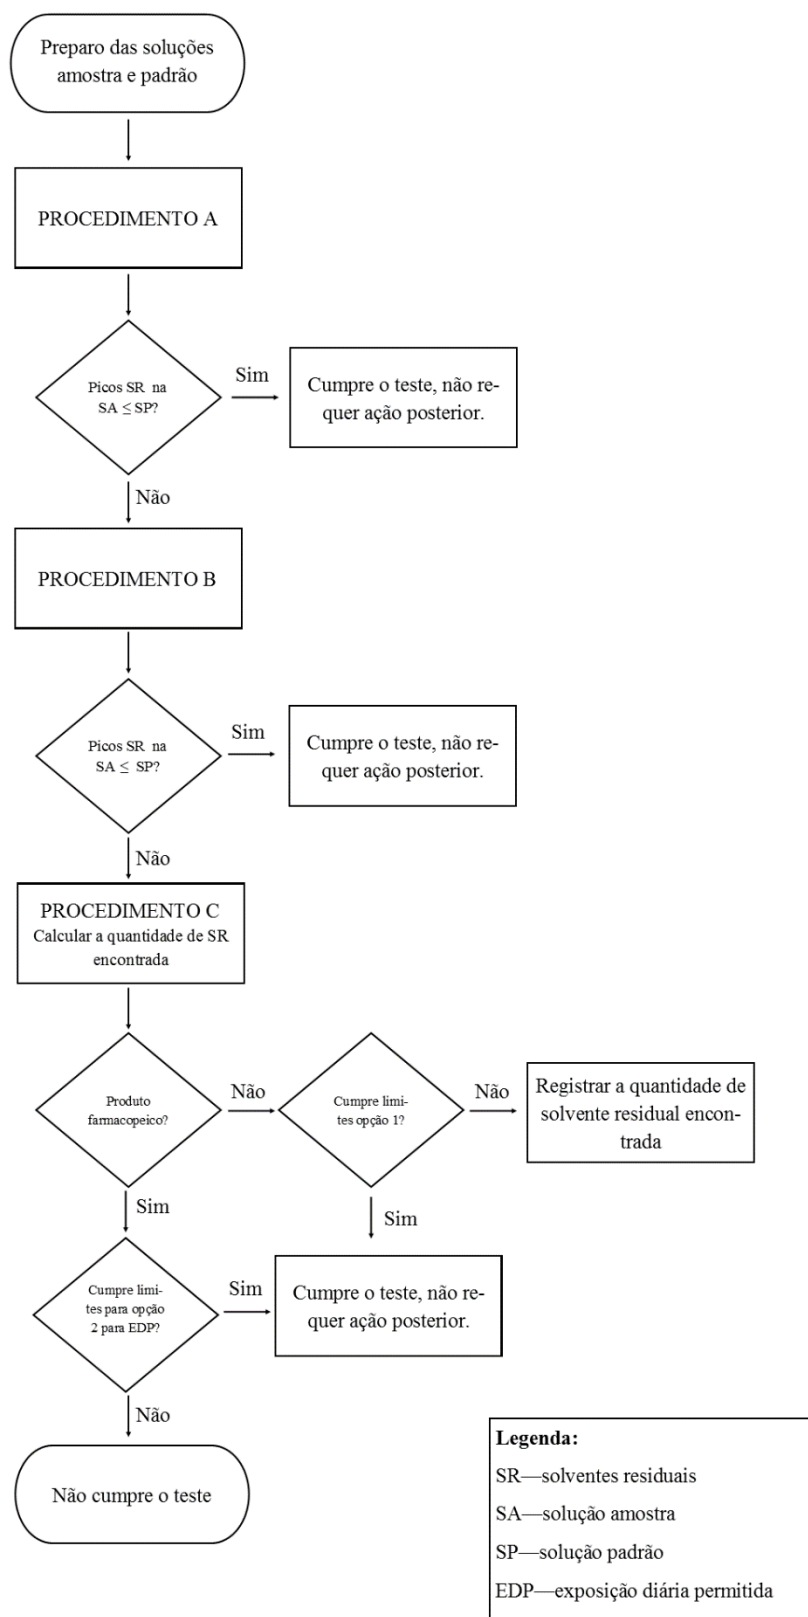 Preparo das soluções
amostra e padrão
PROCEDIMENTO A
Picos SR na
SA ≤ SP?
Sim
Cumpre o teste, não re-
quer ação posterior.
Não
PROCEDIMENTO B
Picos SR na
SA ≤ SP?
Sim
Cumpre o teste, não re-
quer ação posterior.
Não
PROCEDIMENTO C
Calcular a quantidade de SR
encontrada
Produto
farmacopeico?
Não
Cumpre limi-
tes opção 1?
Não
Registrar a quantidade de
solvente residual encon-
trada
Sim
Sim
Cumpre limi-
tes para opção
2 para EDP?
Sim
Cumpre o teste, não re-
quer ação posterior.
Não
Não cumpre o teste
Legenda:
SR—solventes residuais
SA—solução amostra
SP—solução padrão
EDP—exposição diária permitida